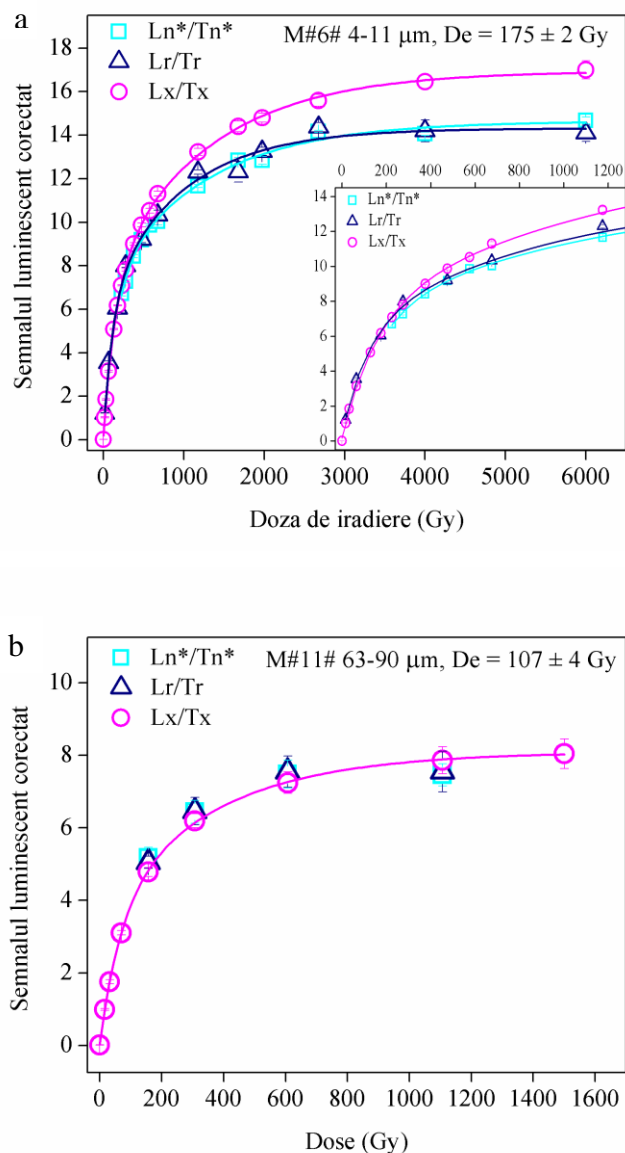 a
M#6# 4-11 μm, De = 175 ± 2 Gy
Ln*/Tn*
Lr/Tr
Lx/Tx
Semnalul luminescent corectat
18
16
14
12
10
8
6
4
2
0
0 1000 2000 3000 4000 5000 6000
Doza de iradiere (Gy)
0 200 400 600 800 1000 1200
Ln*/Tn*
Lr/Tr
Lx/Tx
14
12
10
8
6
4
2
0
b
M#11# 63-90 μm, De = 107 ± 4 Gy
Ln*/Tn*
Lr/Tr
Lx/Tx
Semnalul luminescent corectat
10
8
6
4
2
0
0 200 400 600 800 1000 1200 1400 1600
Dose (Gy)